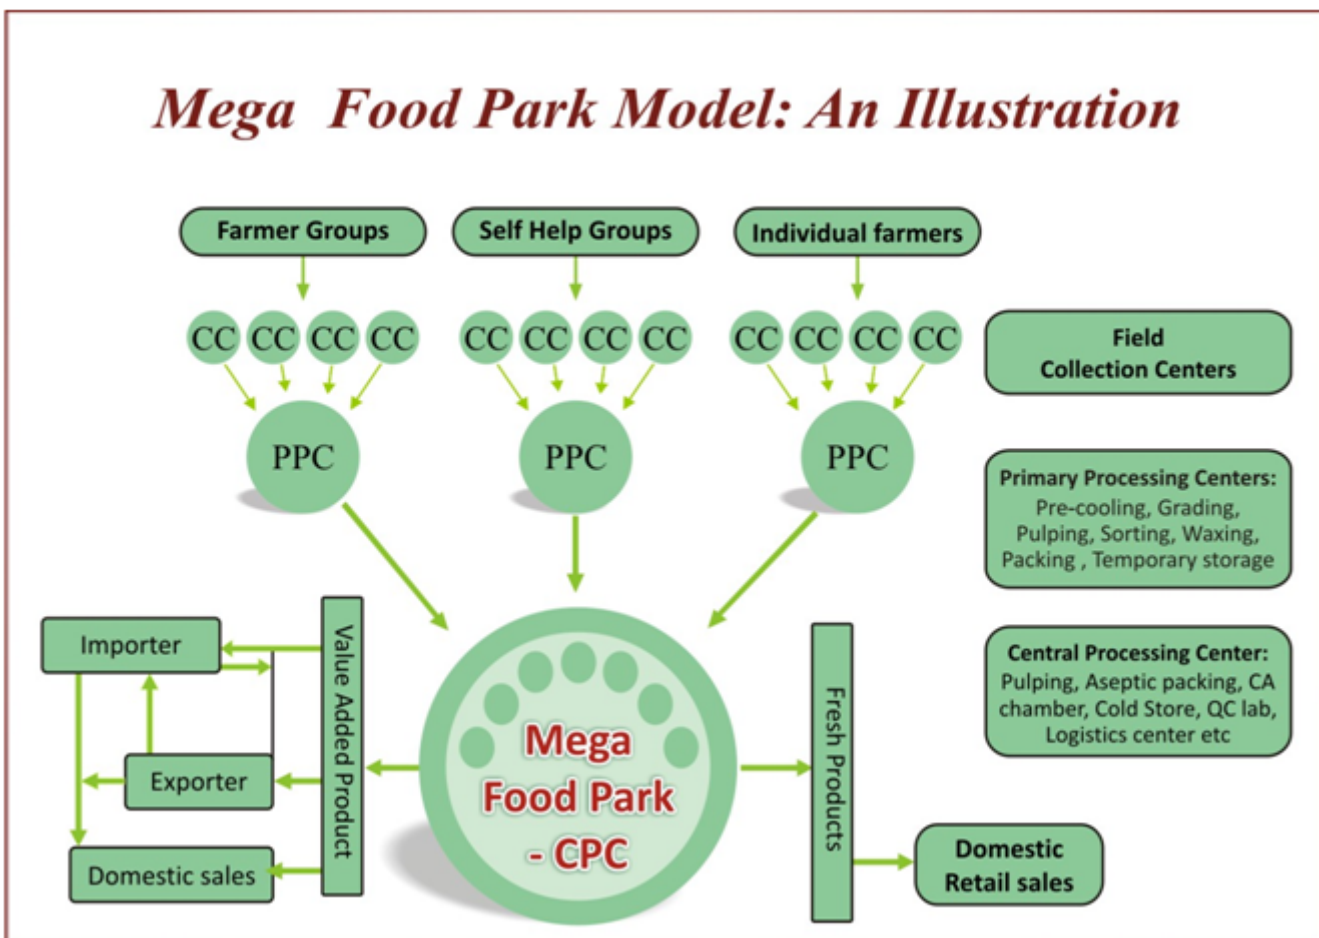 Mega Food Park Model: An Illustration
Farmer Groups
Self Help Groups
Individual farmers
CC CC CC CC
CC CC CC CC
CC CC CC CC
Field
Collection Centers
PPC
PPC
PPC
Primary Processing Centers:
Pre-cooling, Grading,
Pulping, Sorting, Waxing,
Packing , Temporary storage
Central Processing Center:
Pulping, Aseptic packing, CA
chamber, Cold Store, QC lab,
Logistics center etc
Importer
Exporter
Domestic sales
Value Added Product
Mega
Food Park
- CPC
Fresh Products
Domestic
Retail sales